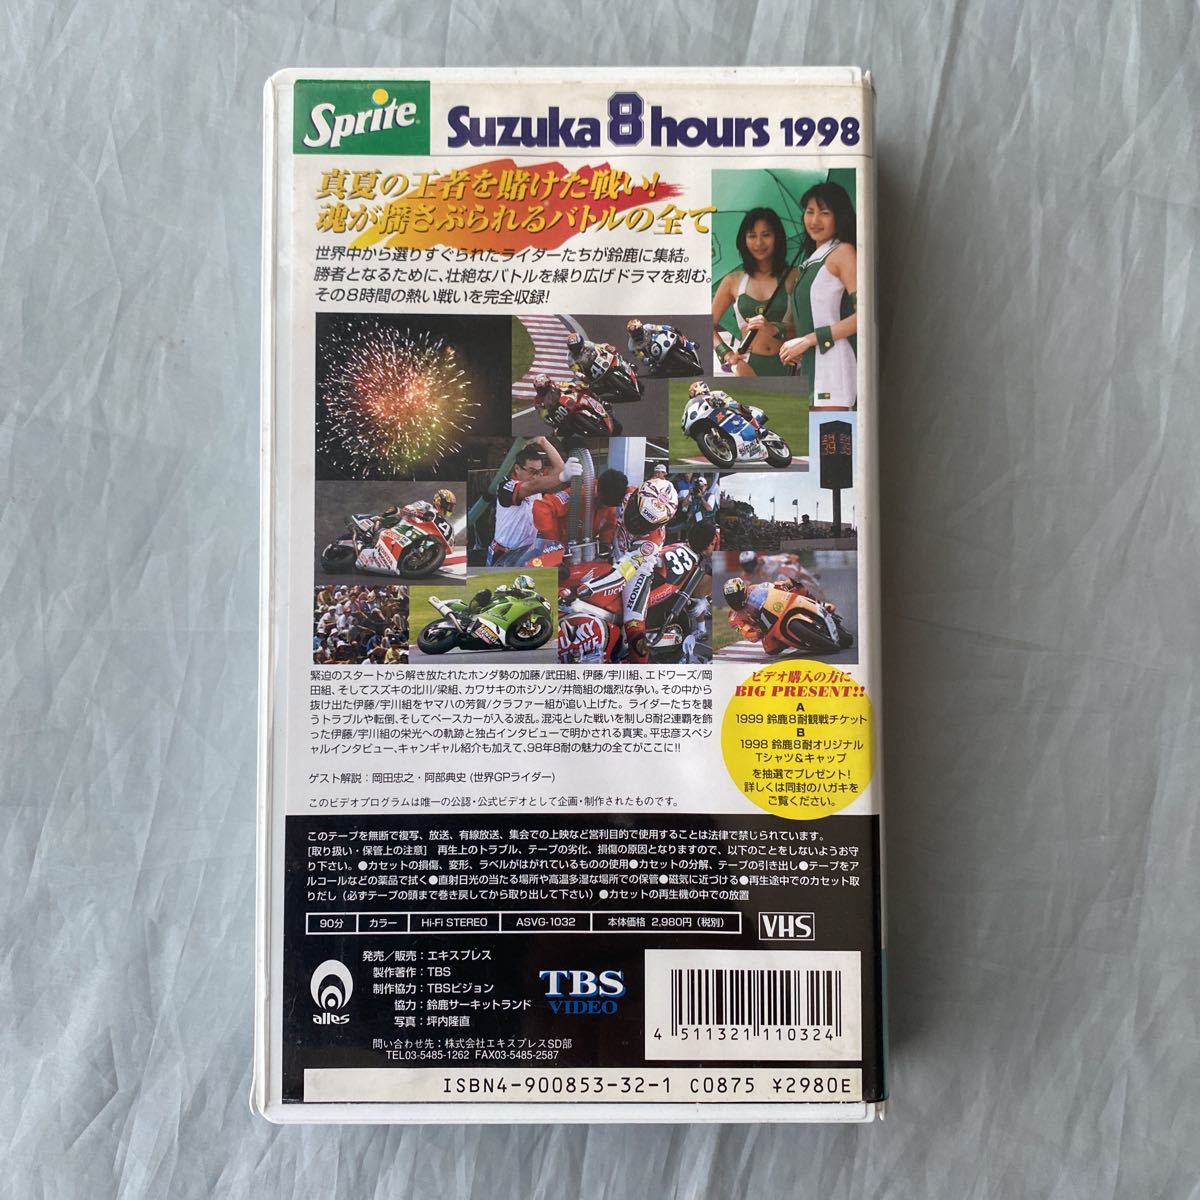 Sprite
Suzuka 8 hours 1998
真夏の王者を賭けた戦い!
魂が揺さぶられるバトルの全て
世界中から選りすぐられたライダーたちが鈴鹿に集結。
勝者となるために、壮絶なバトルを繰り広げドラマを刻む。
その8時間の熱い戦いを完全収録!
33
緊迫のスタートから解き放たれたホンダ勢の加藤/武田組、伊藤/宇川組、エドワーズ/岡
田組、そしてスズキの北川/梁組、カワサキのホジソン/井筒組の熾烈な争い。その中から
抜け出た伊藤/宇川組をヤマハの芳賀/クラファー組が追い上げた。ライダーたちを襲
うトラブルや転倒、そしてペースカーが入る波乱。混沌とした戦いを制し8耐2連覇を飾
った伊藤/宇川組の栄光への軌跡と独占インタビューで明かされる真実。平忠彦スペシ
ャルインタビュー、キャンギャル紹介も加えて、98年8耐の魅力の全てがここに!!
ゲスト解説:岡田忠之・阿部典史(世界GPライダー)
このビデオプログラムは唯一の公認・公式ビデオとして企画・制作されたものです。
ビデオ購入の方に
BIG PRESENT!!
A
1999 鈴鹿8耐観戦チケット
B
1998 鈴鹿8耐オリジナル
Tシャツ&キャップ
を抽選でプレゼント!
詳しくは同封のハガキを
ご覧ください。
このテープを無断で複写、放送、有線放送、集会での上映など営利目的で使用することは法律で禁じられています。
[取り扱い・保管上の注意] 再生上のトラブル、テープの劣化、損傷の原因となりますので、以下のことをしないようお守
り下さい。●カセットの損傷、変形、ラベルがはがれているものの使用●カセットの分解、テープの引き出し●テープをア
ルコールなどの薬品で拭く●直射日光の当たる場所や高温多湿な場所での保管●磁気に近づける●再生途中でのカセット取
りだし(必ずテープの頭まで巻き戻してから取り出して下さい)●カセットの再生機の中での放置
90分 カラー Hi-Fi STEREO ASVG-1032 本体価格 2,980円(税別)
VHS
alles
発売/販売:エキスプレス
製作著作:TBS
制作協力:TBSビジョン
協力:鈴鹿サーキットランド
写真:坪内隆直
問い合わせ先:株式会社エキスプレスSD部
TEL03-5485-1262 FAX03-5485-2587
TBS
VIDEO
4 511321 110324
ISBN4-900853-32-1 C0875 ¥2980E